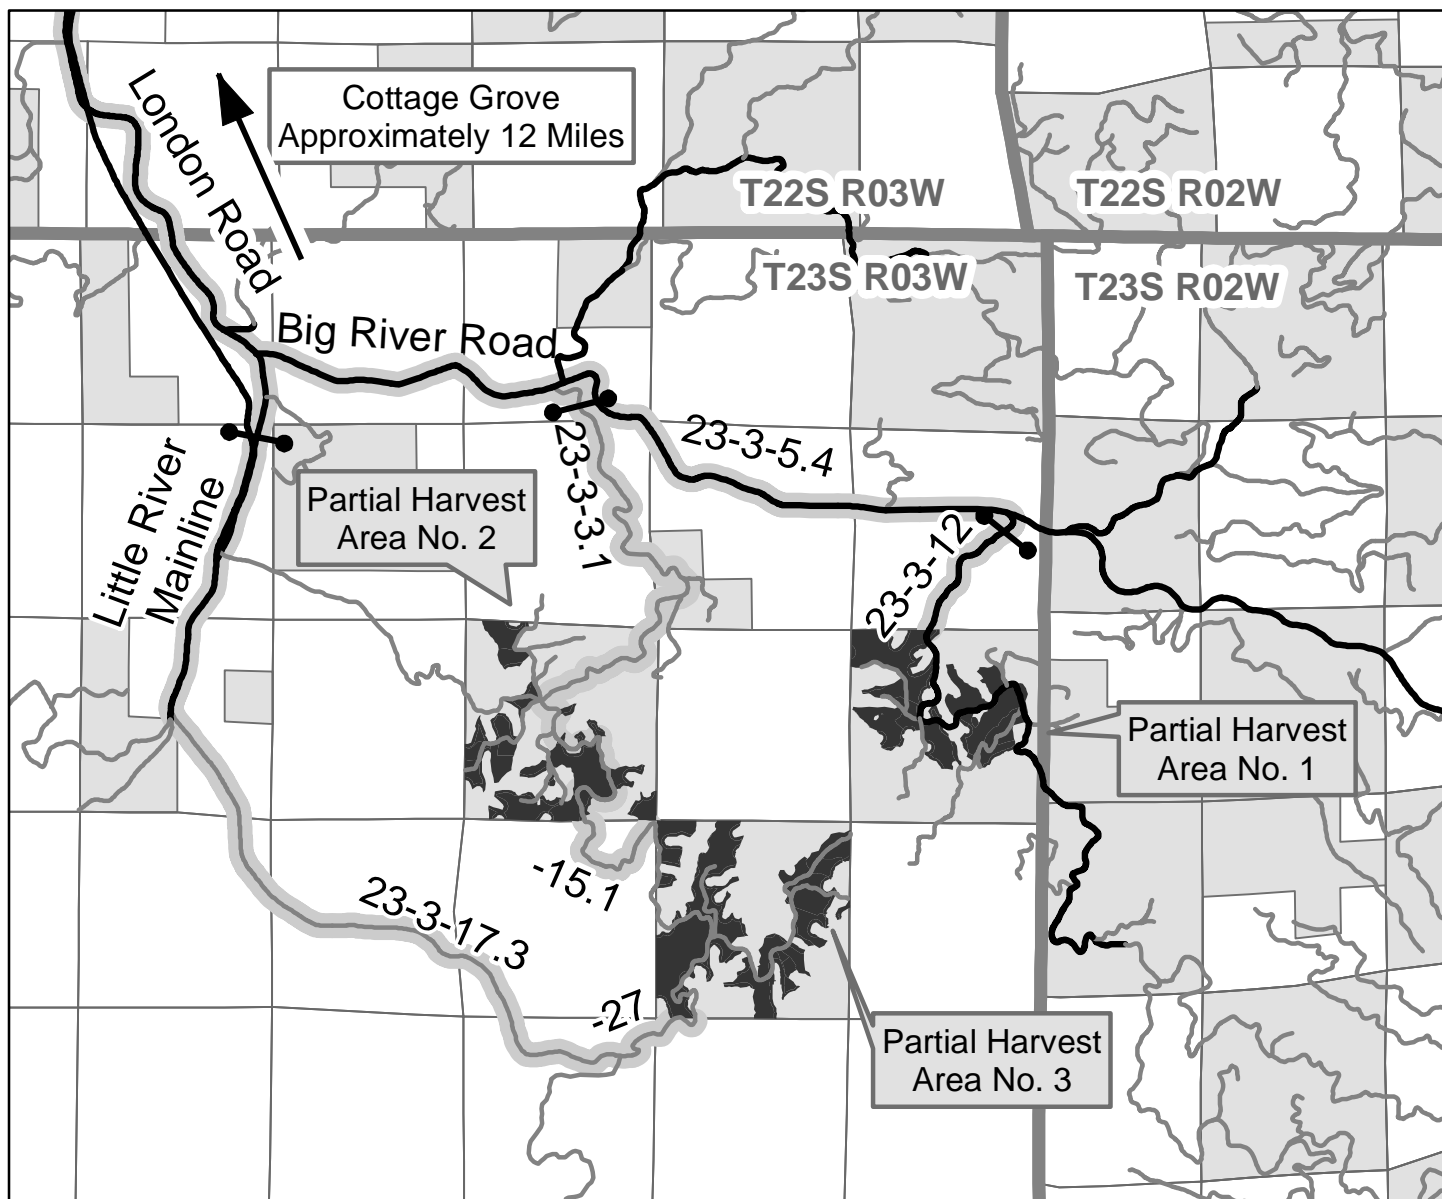 Cottage Grove
Approximately 12 Miles
London Road
T22S R03W
T22S R02W
T23S R03W
T23S R02W
Big River Road
23-3-5.4
23-3-3.1
Little River
Mainline
Partial Harvest
Area No. 2
23-3-12
Partial Harvest
Area No. 1
-15.1
23-3-17.3
-27
Partial Harvest
Area No. 3